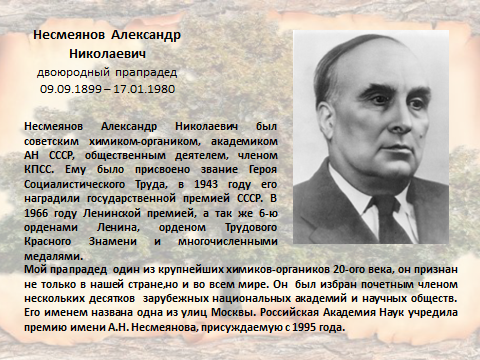 Несмеянов Александр
Николаевич
двоюродный прапрадед
09.09.1899 – 17.01.1980
Несмеянов Александр Николаевич был
советским химиком-органиком, академиком
АН СССР, общественным деятелем, членом
КПСС. Ему было присвоено звание Героя
Социалистического Труда, в 1943 году его
наградили государственной премией СССР. В
1966 году Ленинской премией, а так же 6-ю
орденами Ленина, орденом Трудового
Красного Знамени и многочисленными
медалями.
Мой прапрадед один из крупнейших химиков-органиков 20-ого века, он признан
не только в нашей стране,но и во всем мире. Он был избран почетным членом
нескольких десятков зарубежных национальных академий и научных обществ.
Его именем названа одна из улиц Москвы. Российская Академия Наук учредила
премию имени А.Н. Несмеянова, присуждаемую с 1995 года.